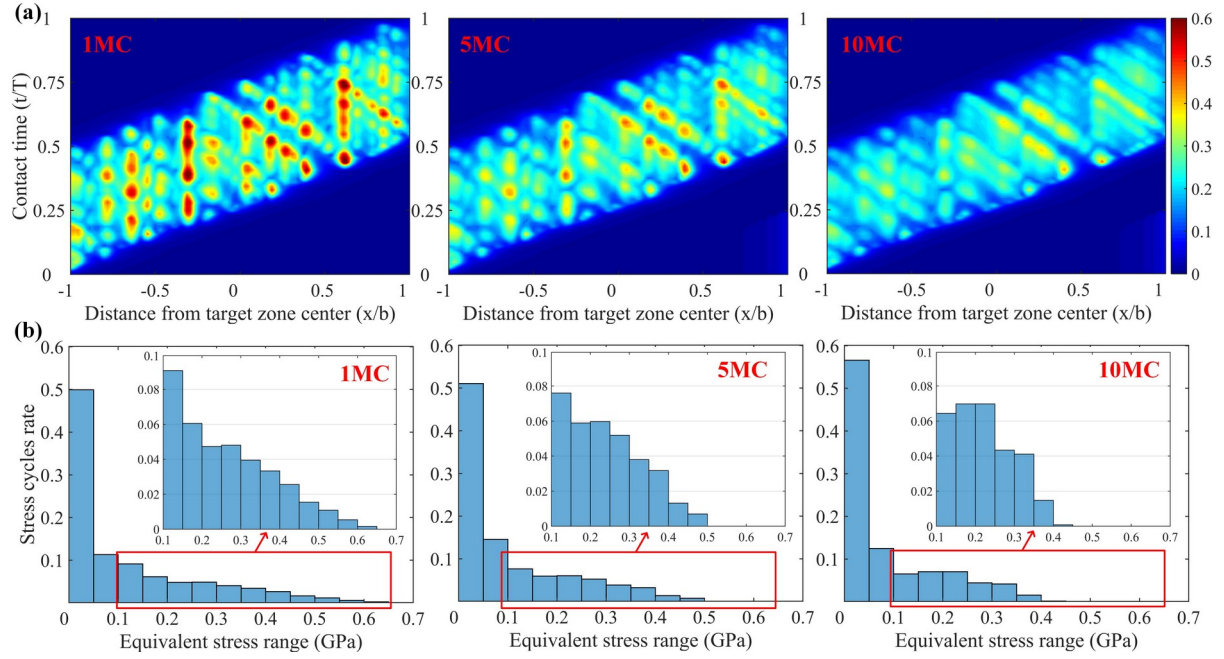 (a)
1MC
5MC
10MC
Contact time (t/T)
1
0.75
0.5
0.25
0
1
0.75
0.5
0.25
0
1
0.75
0.5
0.25
0
0.6
0.5
0.4
0.3
0.2
0.1
0
-1 -0.5 0 0.5 1
-1 -0.5 0 0.5 1
-1 -0.5 0 0.5 1
Distance from target zone center (x/b)
Distance from target zone center (x/b)
Distance from target zone center (x/b)
(b)
1MC
5MC
10MC
Stress cycles rate
0.6
0.5
0.4
0.3
0.2
0.1
0.6
0.5
0.4
0.3
0.2
0.1
0.6
0.5
0.4
0.3
0.2
0.1
0.1
0.08
0.06
0.04
0.02
0
0.1 0.2 0.3 0.4 0.5 0.6 0.7
0.1
0.08
0.06
0.04
0.02
0
0.1 0.2 0.3 0.4 0.5 0.6 0.7
0.1
0.08
0.06
0.04
0.02
0
0.1 0.2 0.3 0.4 0.5 0.6 0.7
0 0.1 0.2 0.3 0.4 0.5 0.6 0.7
0 0.1 0.2 0.3 0.4 0.5 0.6 0.7
0 0.1 0.2 0.3 0.4 0.5 0.6 0.7
Equivalent stress range (GPa)
Equivalent stress range (GPa)
Equivalent stress range (GPa)